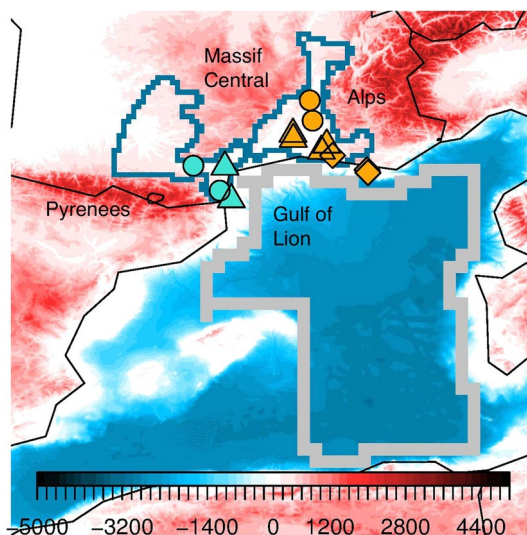 Massif
Central
Alps
Pyrenees
Gulf of
Lion
−5000 −3200 −1400 0 1200 2800 4400